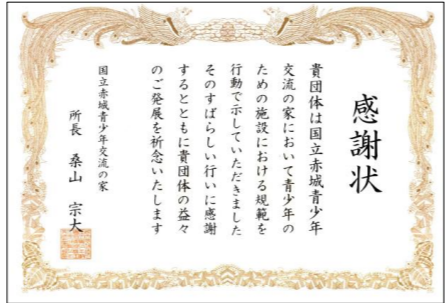 感謝状
貴団体は国立赤城青少年
交流の家において青少年の
ための施設における規範を
行動で示していただきました
そのすばらしい行いに感謝
するとともに貴団体の益々
のご発展を祈念いたします
国立赤城青少年交流の家
所長 桑山 宗大